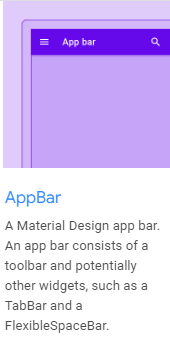 App bar
AppBar
A Material Design app bar.
An app bar consists of a
toolbar and potentially
other widgets, such as a
TabBar and a
FlexibleSpaceBar.